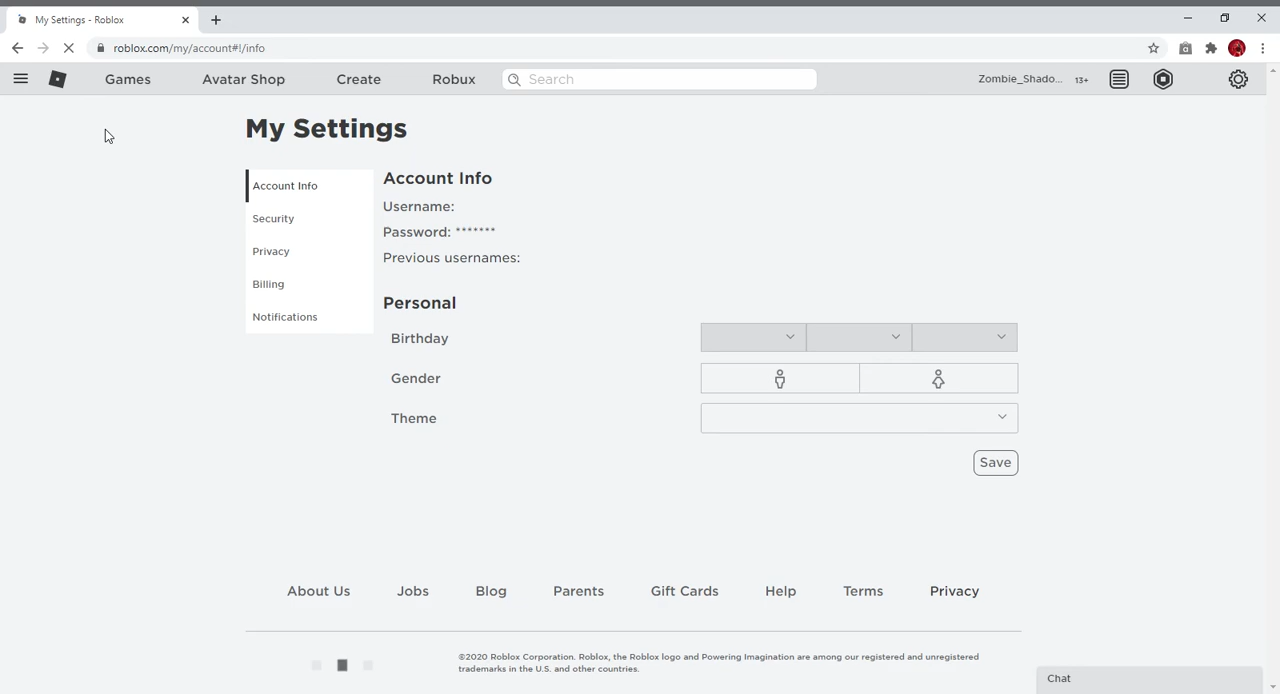 My Settings - Roblox
roblox.com/my/account#!/info
Games Avatar Shop Create Robux Search Zombie_Shado... 13+
My Settings
Account Info
Security
Privacy
Billing
Notifications
Account Info
Username:
Password: *******
Previous usernames:
Personal
Birthday
Gender
Theme
Save
About Us Jobs Blog Parents Gift Cards Help Terms Privacy
©2020 Roblox Corporation. Roblox, the Roblox logo and Powering Imagination are among our registered and unregistered
trademarks in the U.S. and other countries.
Chat